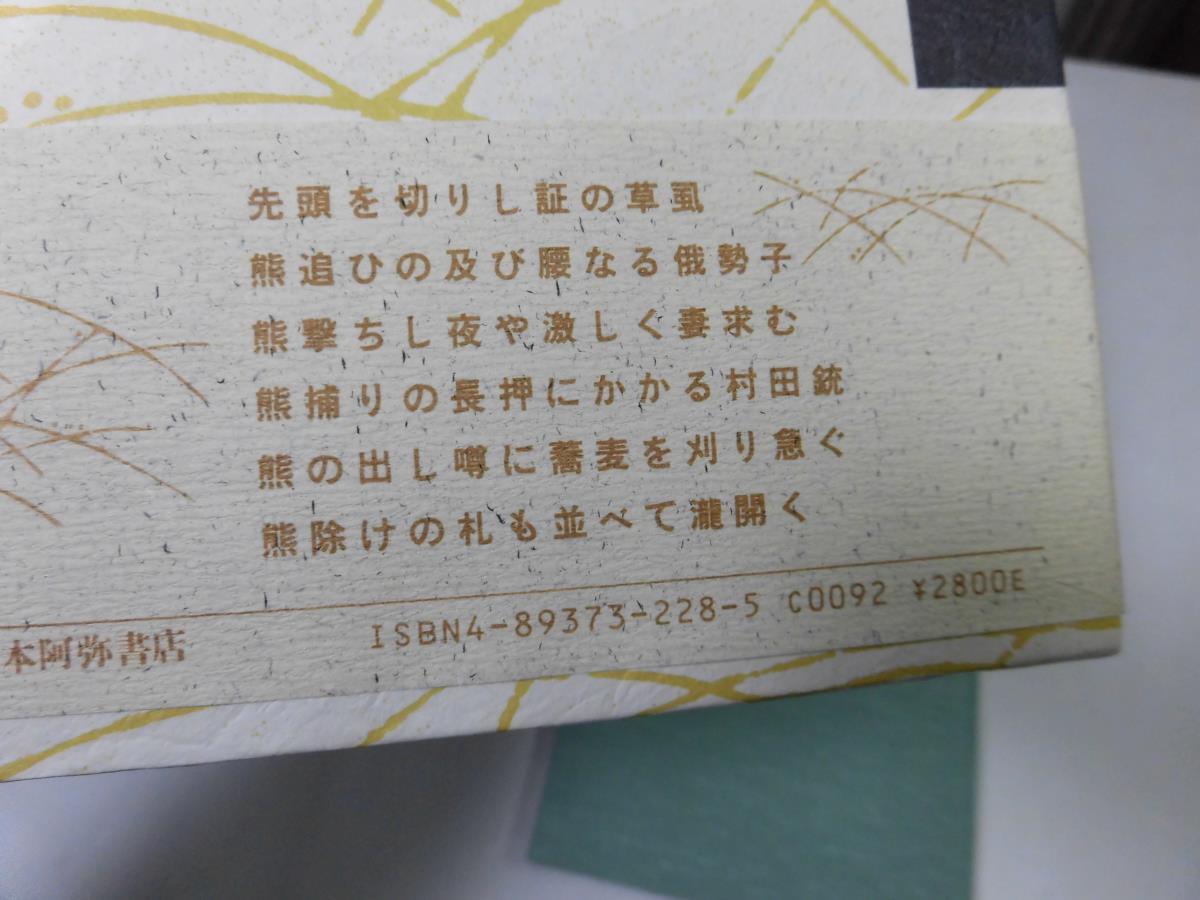 先頭を切りし証の草虱
熊追ひの及び腰なる俄勢子
熊撃ちし夜や激しく妻求む
熊捕りの長押にかかる村田銃
熊の出し噂に蕎麦を刈り急ぐ
熊除けの札も並べて瀧開く
本阿弥書店
ISBN4-89373-228-5 C0092 ¥2800E